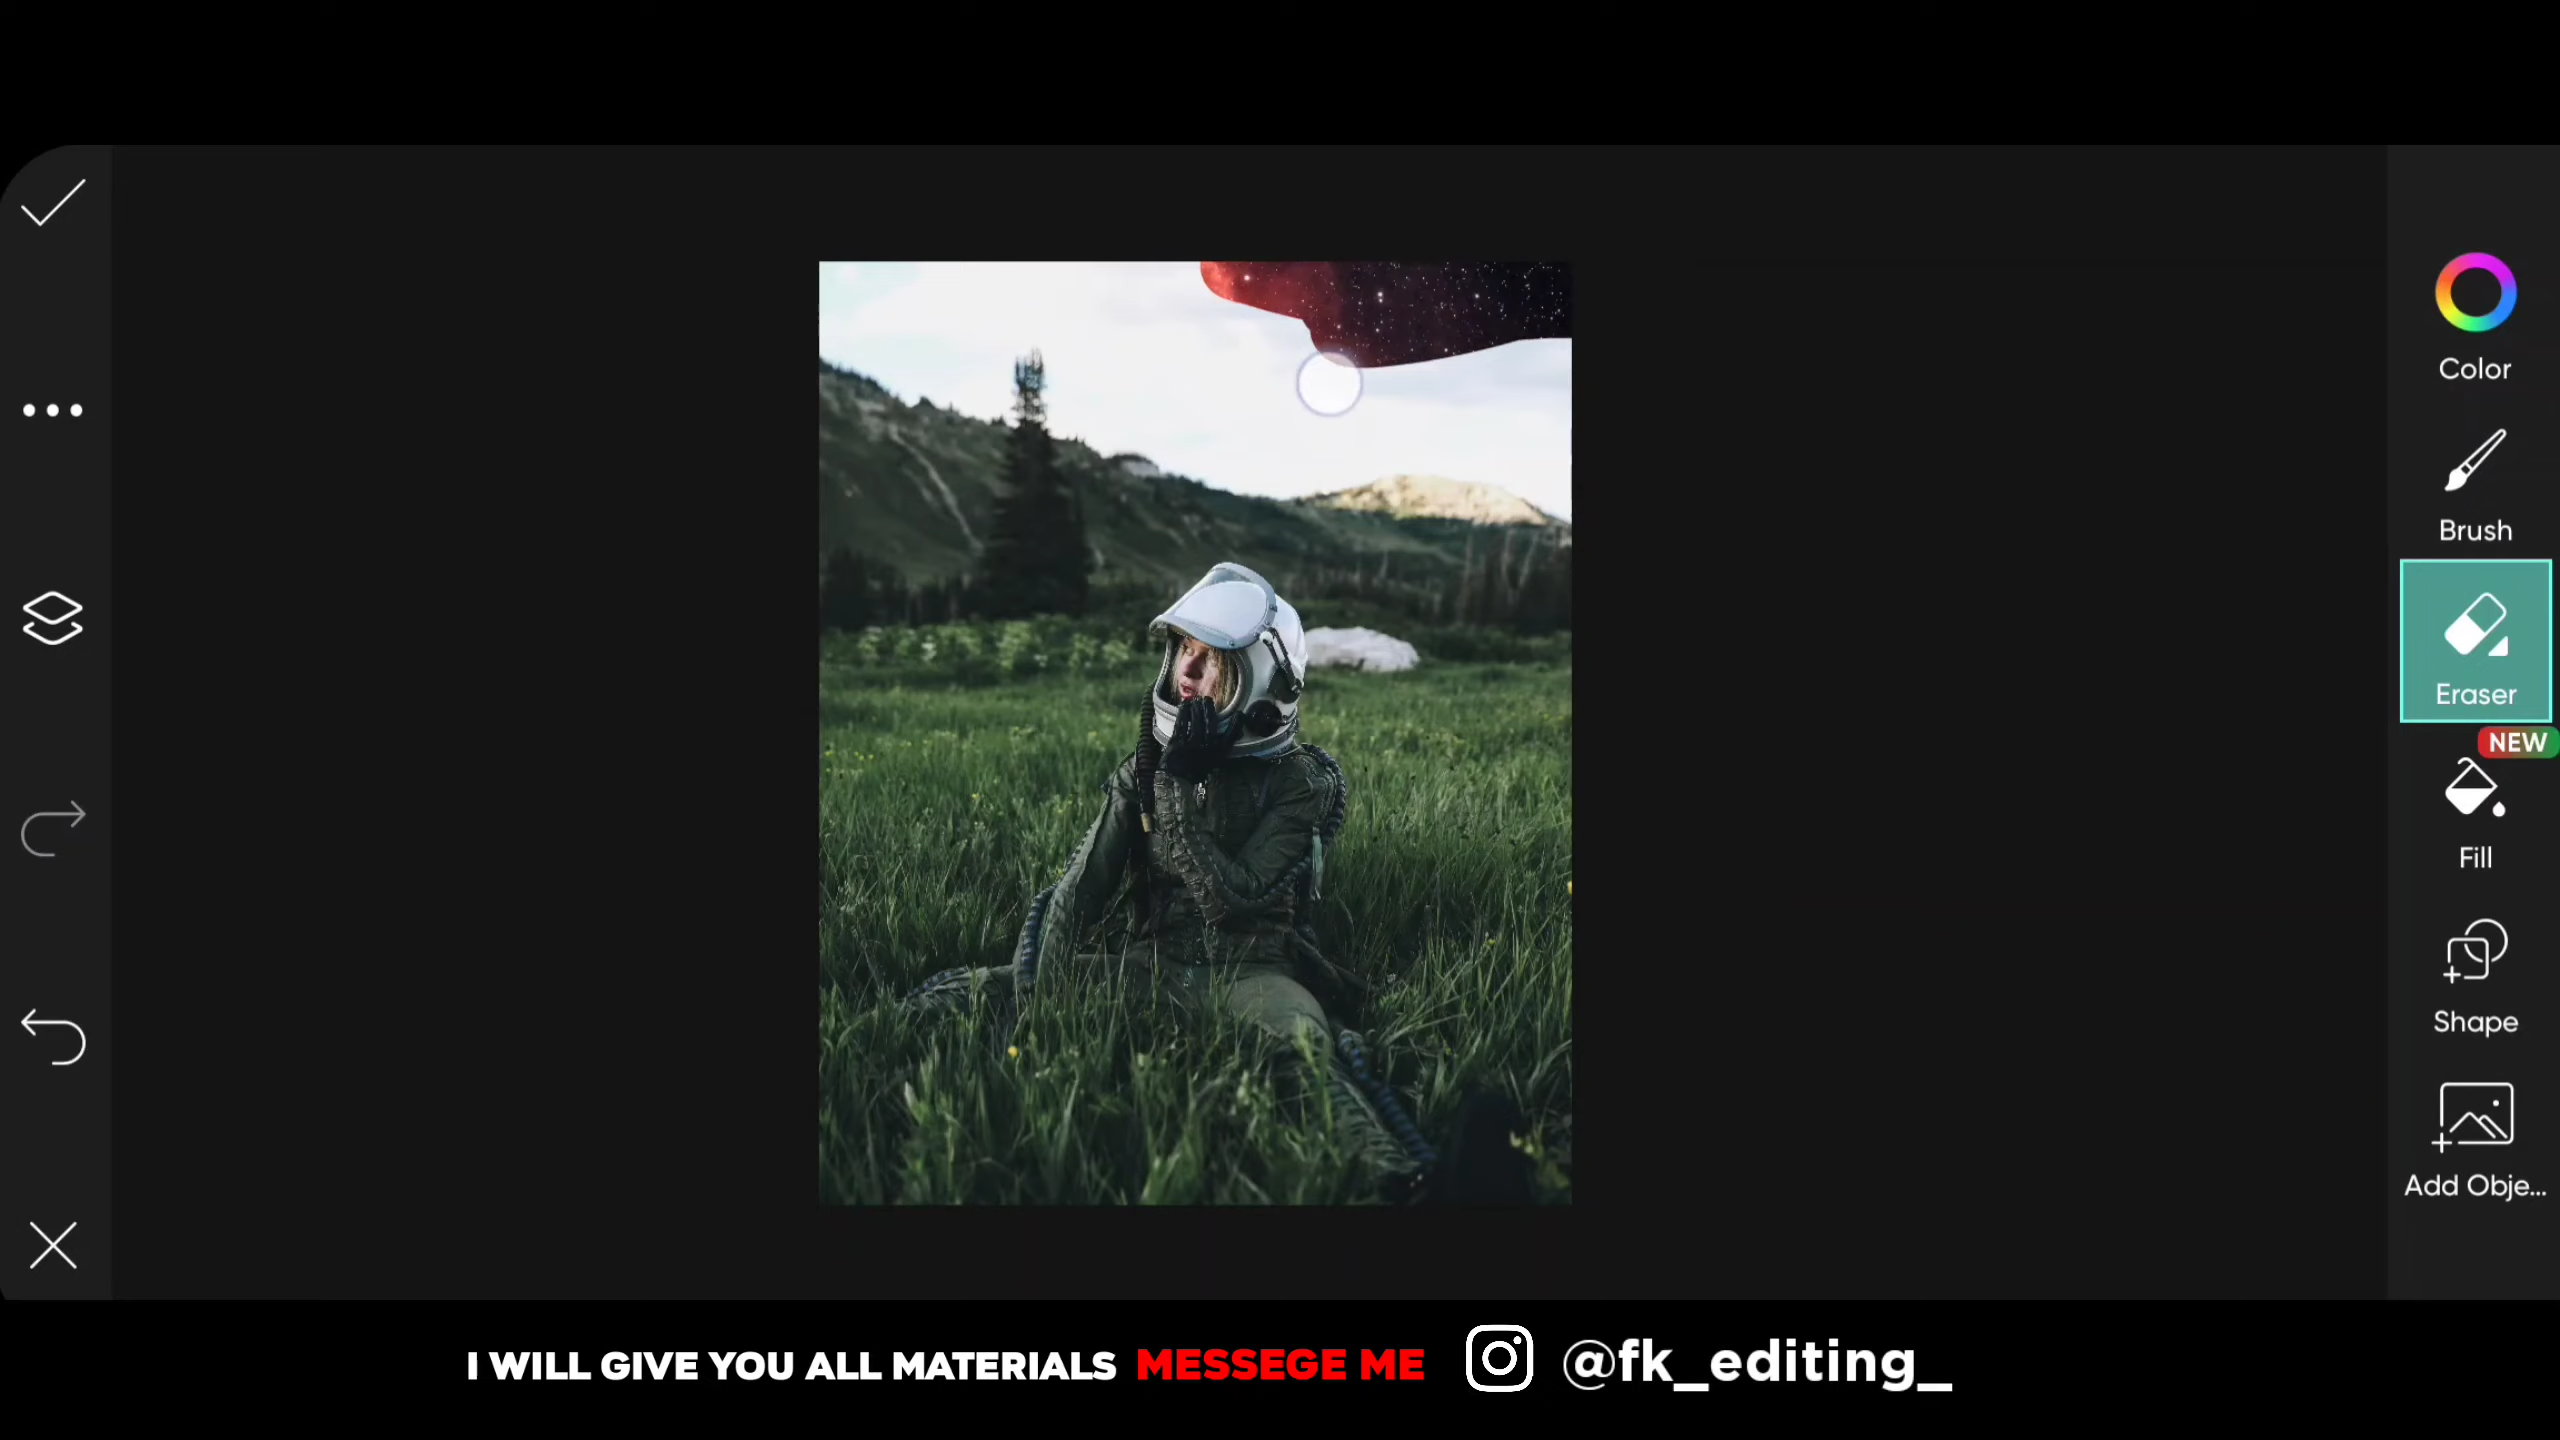 Color
Brush
Eraser
NEW
Fill
Shape
Add Obje...
I WILL GIVE YOU ALL MATERIALS MESSEGE ME @fk_editing_